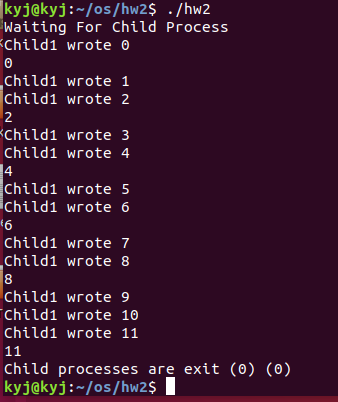 kyj@kyj:~/os/hw2$ ./hw2
Waiting For Child Process
Child1 wrote 0
0
Child1 wrote 1
Child1 wrote 2
2
Child1 wrote 3
Child1 wrote 4
4
Child1 wrote 5
Child1 wrote 6
6
Child1 wrote 7
Child1 wrote 8
8
Child1 wrote 9
Child1 wrote 10
Child1 wrote 11
11
Child processes are exit (0) (0)
kyj@kyj:~/os/hw2$